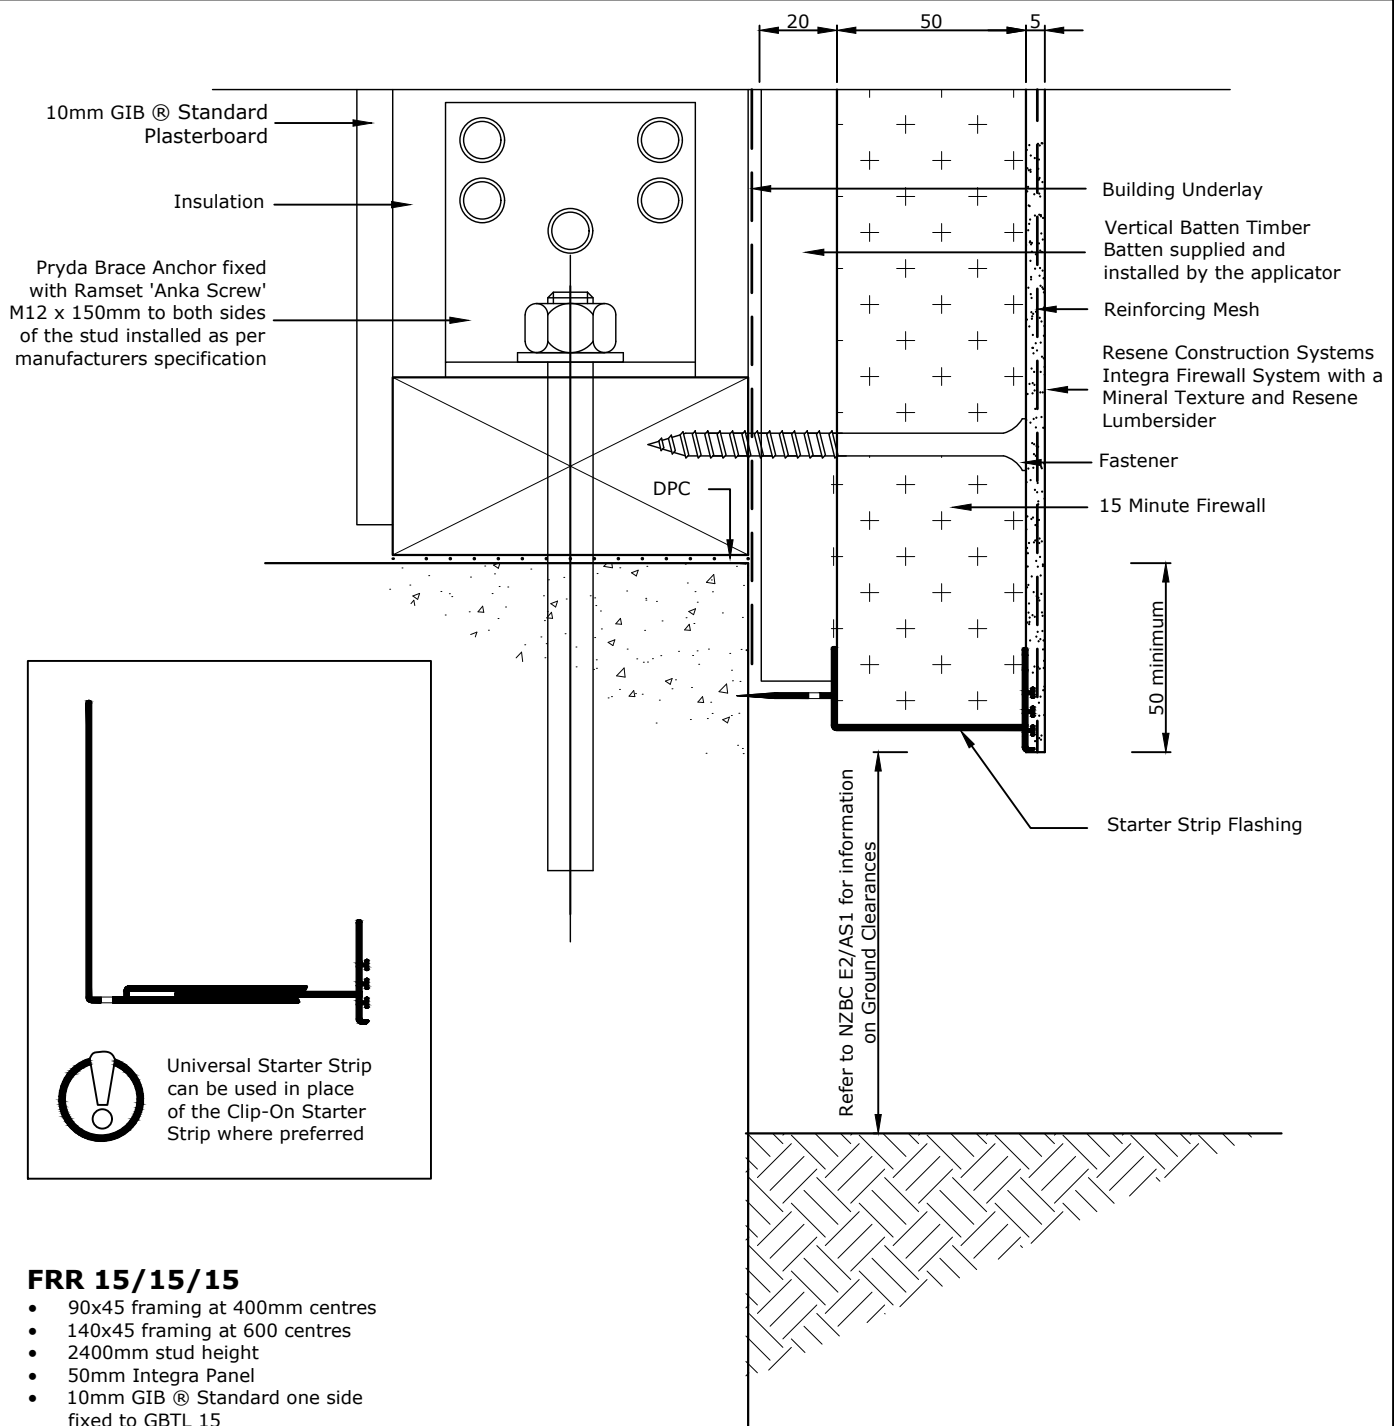 20
50
5
10mm GIB ® Standard
Plasterboard
Insulation
Pryda Brace Anchor fixed
with Ramset 'Anka Screw'
M12 x 150mm to both sides
of the stud installed as per
manufacturers specification
DPC
Building Underlay
Vertical Batten Timber
Batten supplied and
installed by the applicator
Reinforcing Mesh
Resene Construction Systems
Integra Firewall System with a
Mineral Texture and Resene
Lumbersider
Fastener
15 Minute Firewall
50 minimum
Starter Strip Flashing
Refer to NZBC E2/AS1 for information
on Ground Clearances
Universal Starter Strip
can be used in place
of the Clip-On Starter
Strip where preferred
FRR 15/15/15
• 90x45 framing at 400mm centres
• 140x45 framing at 600 centres
• 2400mm stud height
• 50mm Integra Panel
• 10mm GIB ® Standard one side
fixed to GBTL 15